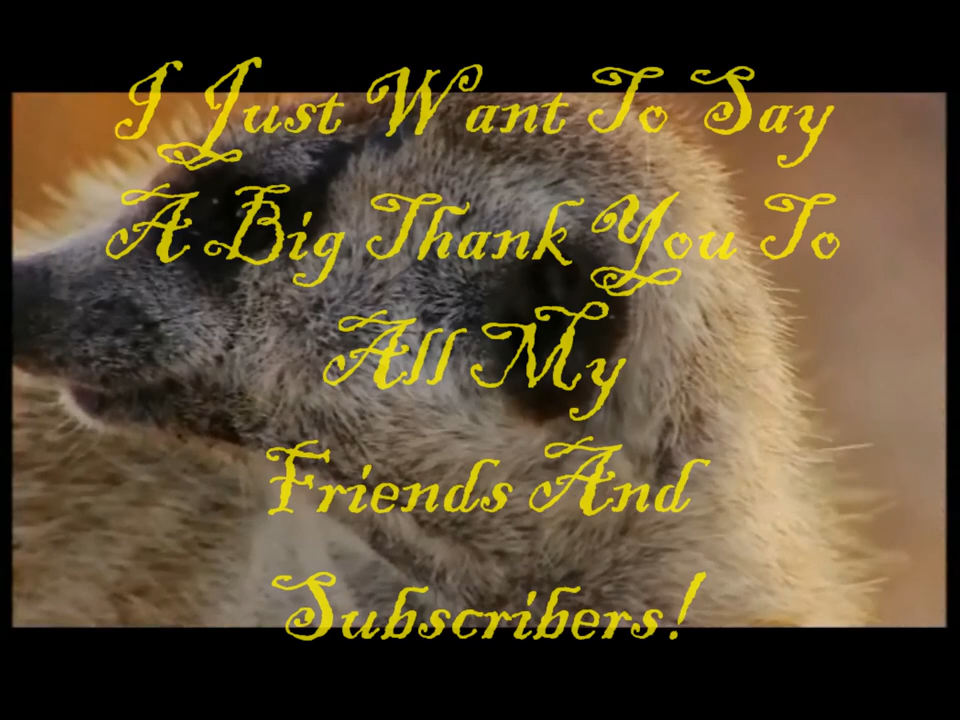 I Just Want To Say
A Big Thank You To
All My
Friends And
Subscribers!